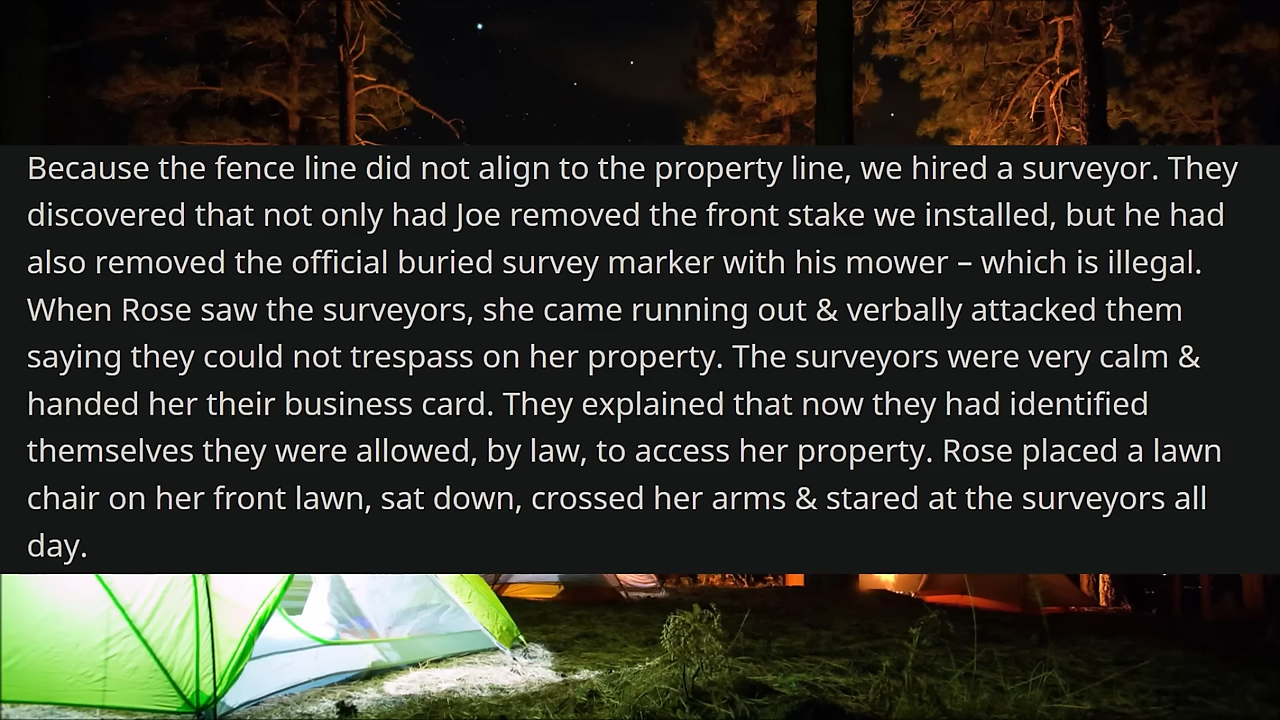 Because the fence line did not align to the property line, we hired a surveyor. They
discovered that not only had Joe removed the front stake we installed, but he had
also removed the official buried survey marker with his mower – which is illegal.
When Rose saw the surveyors, she came running out & verbally attacked them
saying they could not trespass on her property. The surveyors were very calm &
handed her their business card. They explained that now they had identified
themselves they were allowed, by law, to access her property. Rose placed a lawn
chair on her front lawn, sat down, crossed her arms & stared at the surveyors all
day.